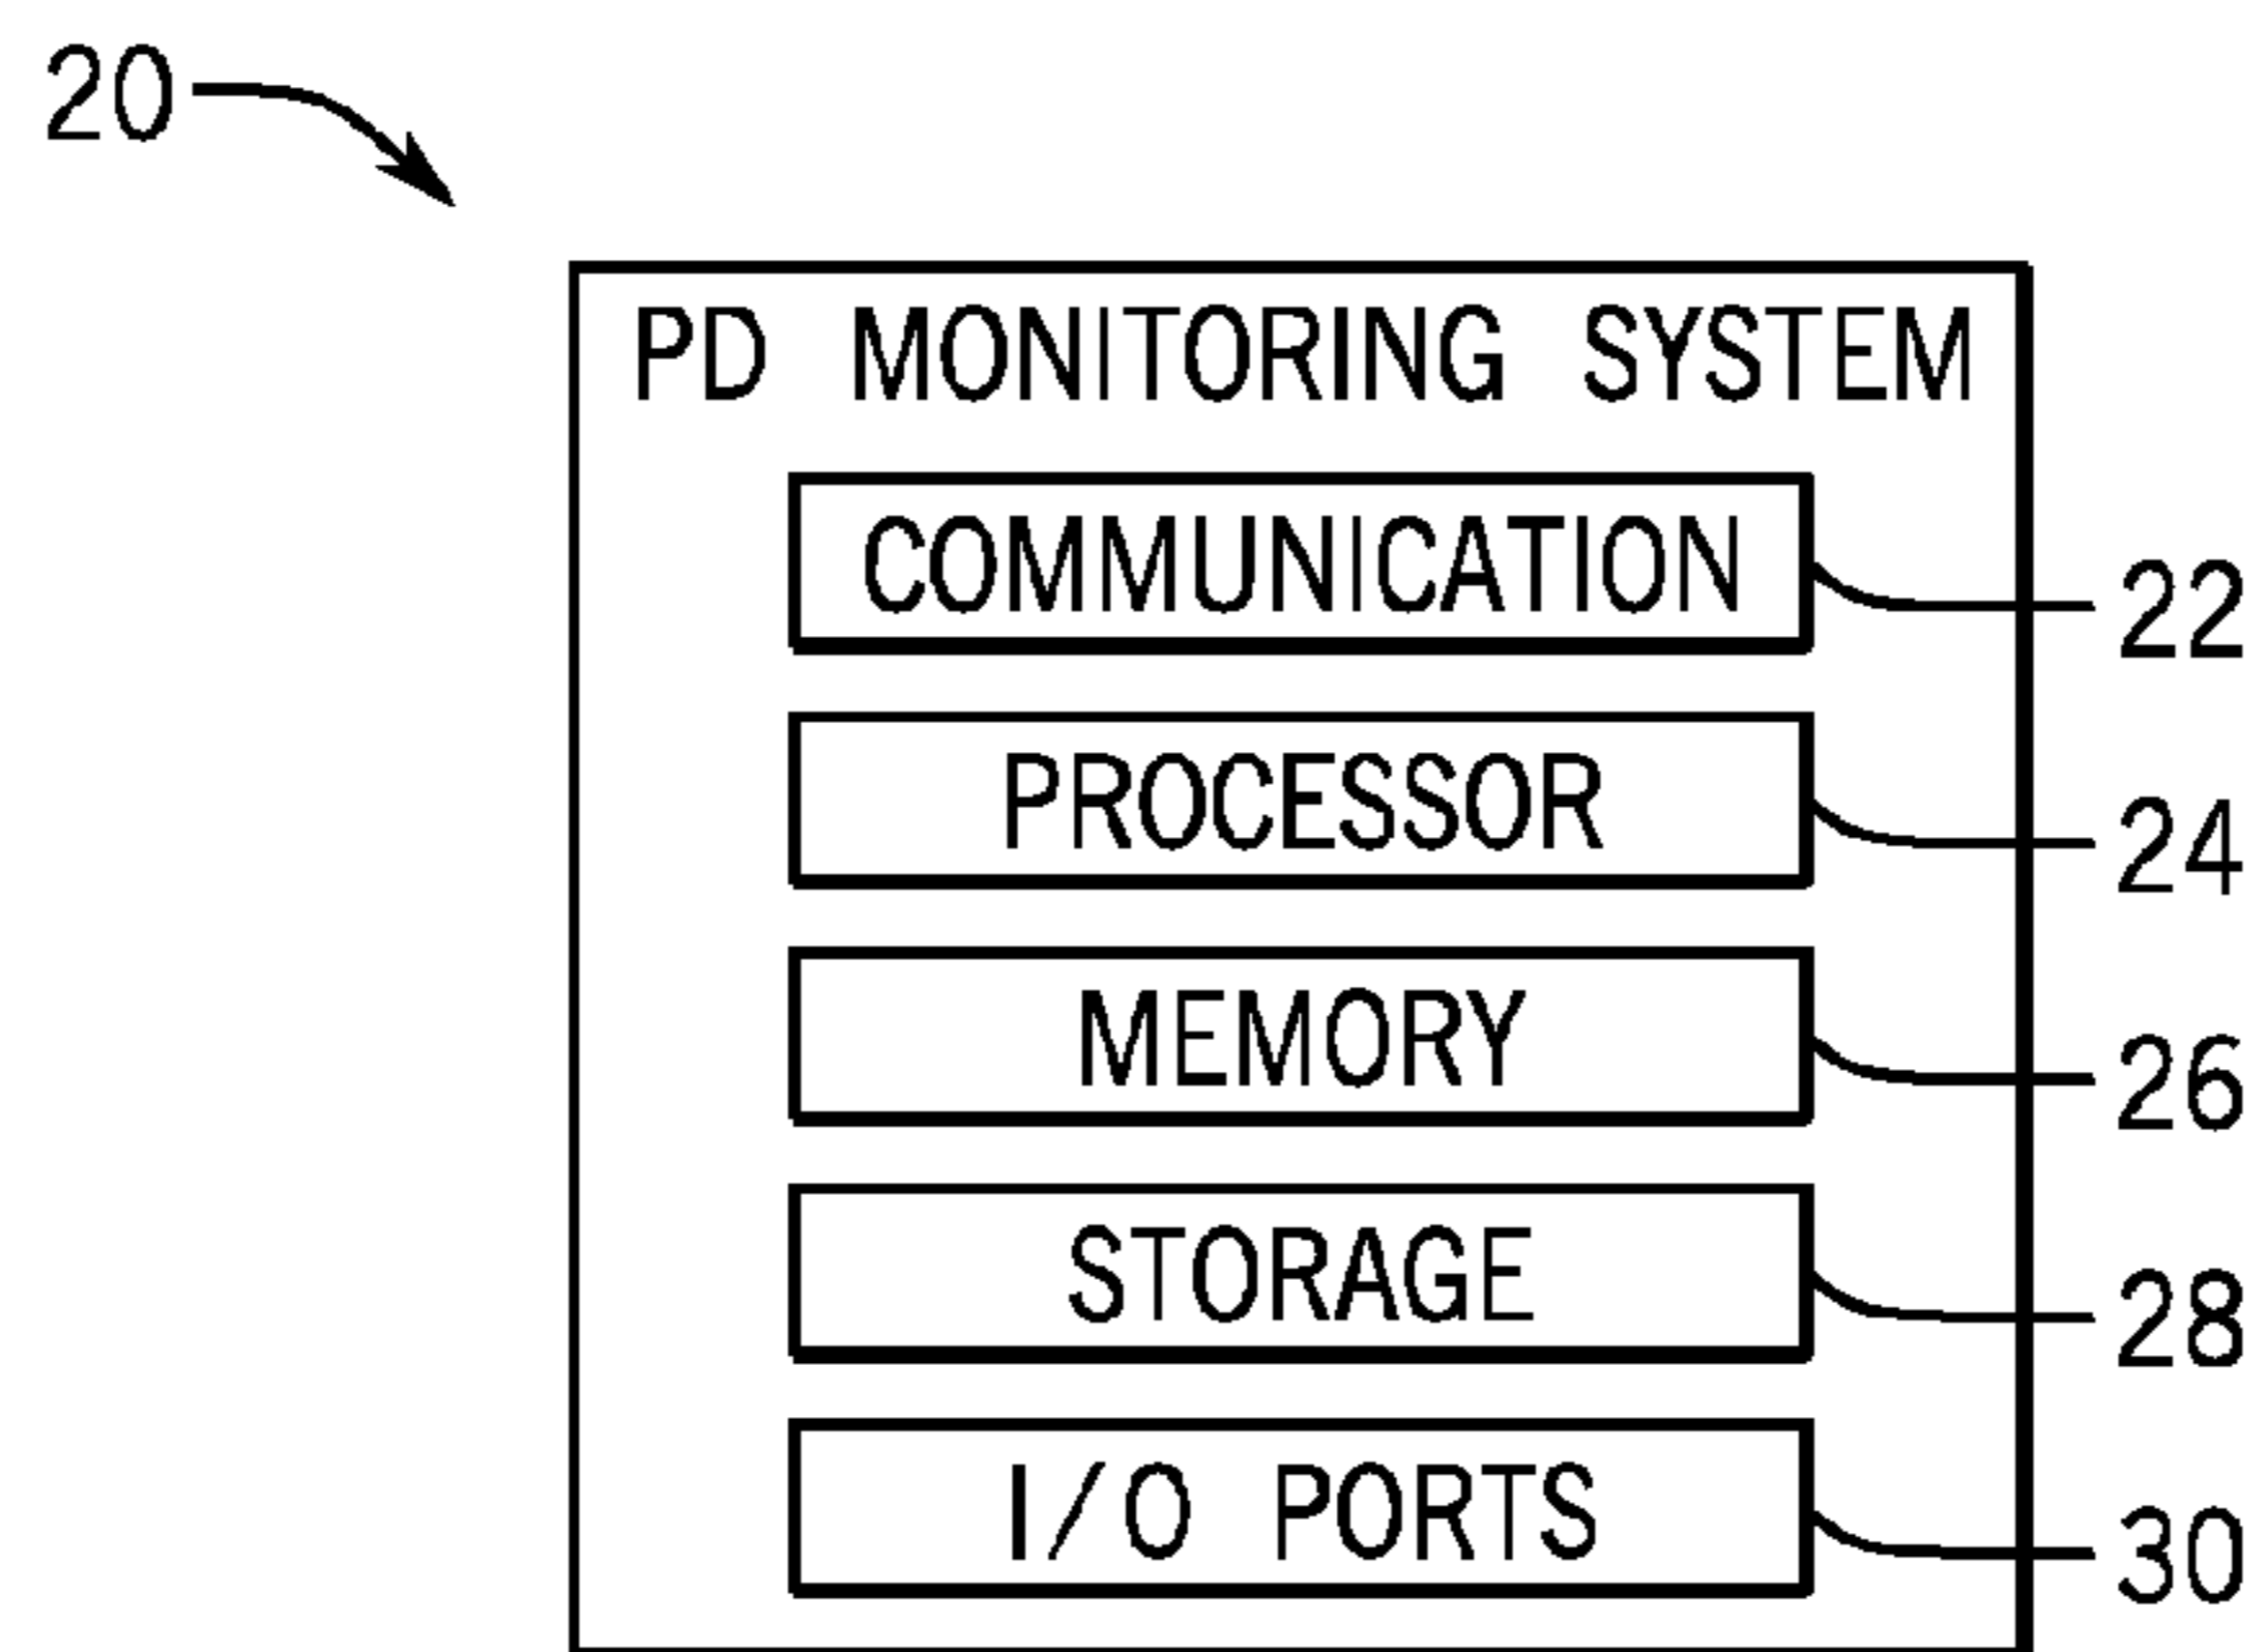 20
PD MONITORING SYSTEM
COMMUNICATION
22
PROCESSOR
24
MEMORY
26
STORAGE
28
I/O PORTS
30